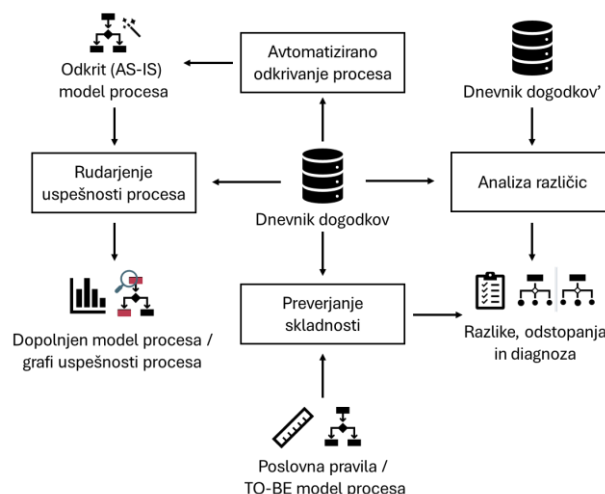 Odkrit (AS-IS)
model procesa
Avtomatizirano
odkrivanje procesa
Dnevnik dogodkov’
Rudarjenje
uspešnosti procesa
Dnevnik dogodkov
Analiza različic
Dopolnjen model procesa /
grafi uspešnosti procesa
Preverjanje
skladnosti
Razlike, odstopanja
in diagnoza
Poslovna pravila /
TO-BE model procesa